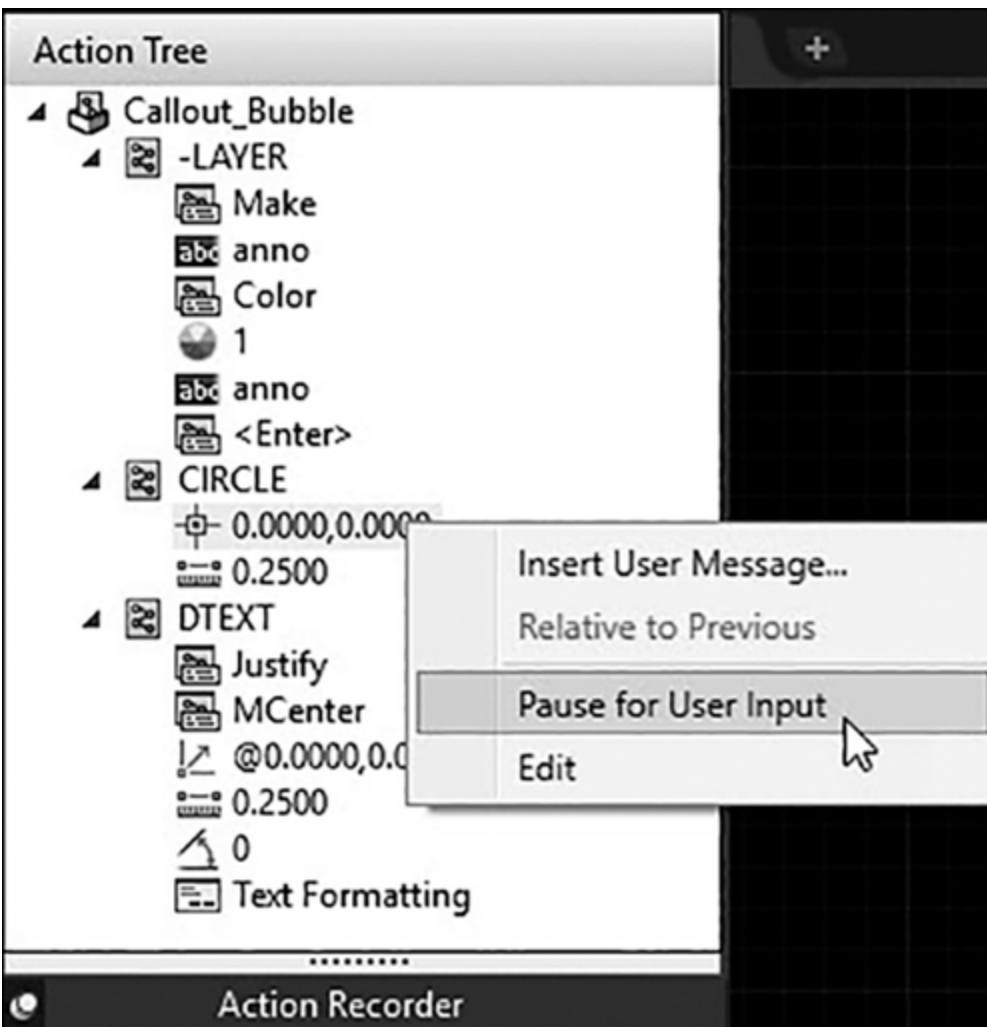 Action Tree
Callout_Bubble
-LAYER
Make
abc anno
Color
1
abc anno
<Enter>
CIRCLE
0.0000,0.0000
0.2500
DTEXT
Justify
MCenter
@0.0000,0.0
0.2500
0
Text Formatting
Insert User Message...
Relative to Previous
Pause for User Input
Edit
Action Recorder